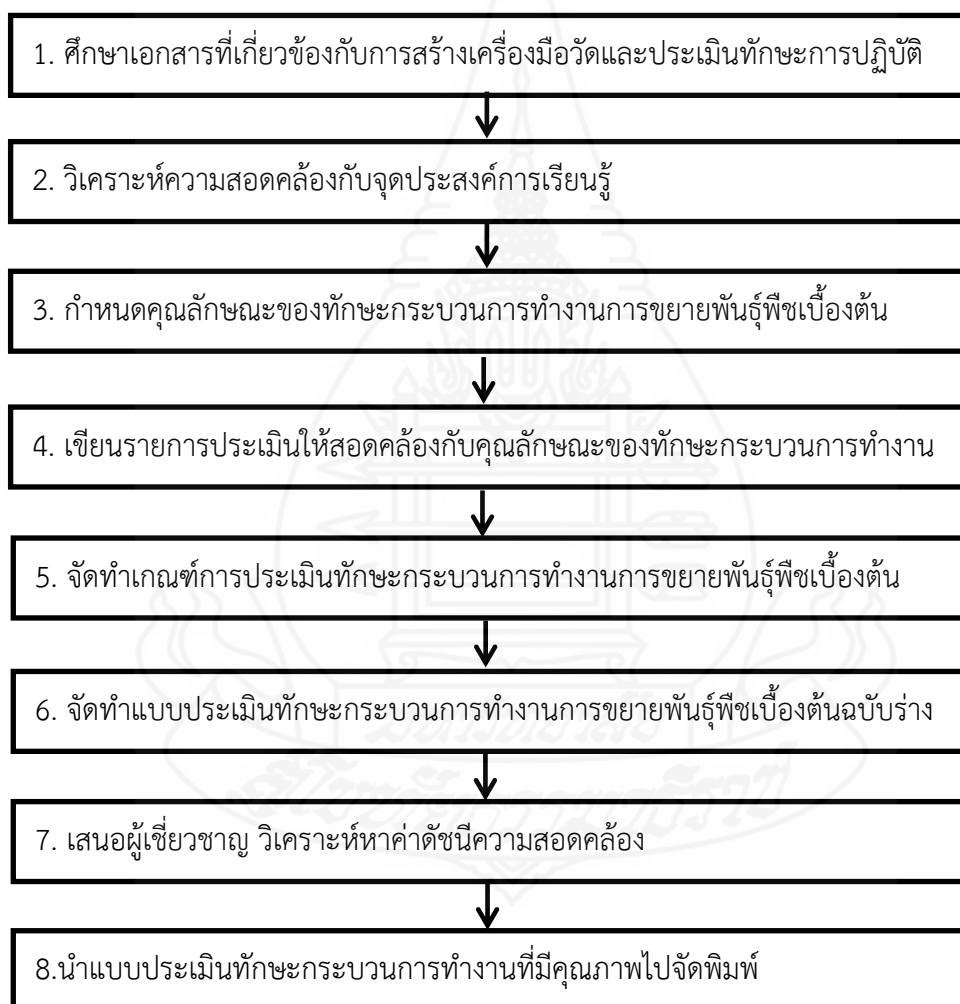 1. ศึกษาเอกสารที่เกี่ยวข้องกับการสร้างเครื่องมือวัดและประเมินทักษะการปฏิบัติ
2. วิเคราะห์ความสอดคล้องกับจุดประสงค์การเรียนรู้
3. กำหนดคุณลักษณะของทักษะกระบวนการทำงานการขยายพันธุ์พืชเบื้องต้น
4. เขียนรายการประเมินให้สอดคล้องกับคุณลักษณะของทักษะกระบวนการทำงาน
5. จัดทำเกณฑ์การประเมินทักษะกระบวนการทำงานการขยายพันธุ์พืชเบื้องต้น
6. จัดทำแบบประเมินทักษะกระบวนการทำงานการขยายพันธุ์พืชเบื้องต้นฉบับร่าง
7. เสนอผู้เชี่ยวชาญ วิเคราะห์หาค่าดัชนีความสอดคล้อง
8.นำแบบประเมินทักษะกระบวนการทำงานที่มีคุณภาพไปจัดพิมพ์